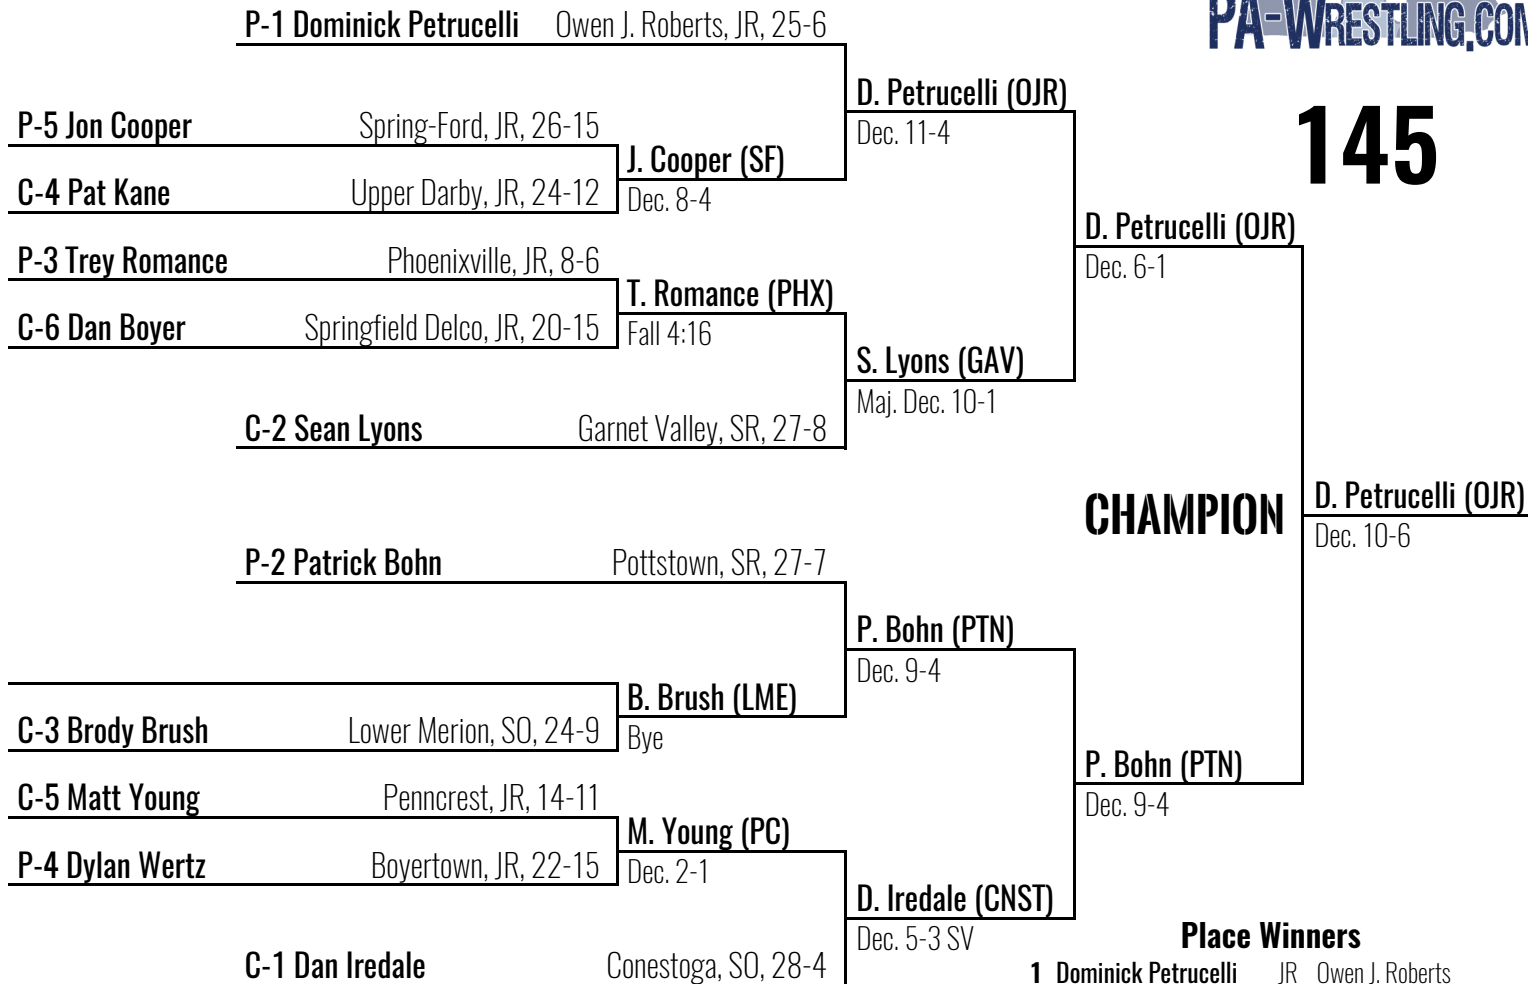 PA-WRESTLING.COM
145
P-1 Dominick Petrucelli Owen J. Roberts, JR, 25-6
D. Petrucelli (OJR)
Dec. 11-4
P-5 Jon Cooper Spring-Ford, JR, 26-15
J. Cooper (SF)
Dec. 8-4
C-4 Pat Kane Upper Darby, JR, 24-12
D. Petrucelli (OJR)
Dec. 6-1
P-3 Trey Romance Phoenixville, JR, 8-6
T. Romance (PHX)
Fall 4:16
C-6 Dan Boyer Springfield Delco, JR, 20-15
S. Lyons (GAV)
Maj. Dec. 10-1
C-2 Sean Lyons Garnet Valley, SR, 27-8
CHAMPION
D. Petrucelli (OJR)
Dec. 10-6
P-2 Patrick Bohn Pottstown, SR, 27-7
P. Bohn (PTN)
Dec. 9-4
B. Brush (LME)
Bye
C-3 Brody Brush Lower Merion, SO, 24-9
P. Bohn (PTN)
Dec. 9-4
C-5 Matt Young Penncrest, JR, 14-11
M. Young (PC)
Dec. 2-1
P-4 Dylan Wertz Boyertown, JR, 22-15
D. Iredale (CNST)
Dec. 5-3 SV
C-1 Dan Iredale Conestoga, SO, 28-4
Place Winners
1 Dominick Petrucelli JR Owen J. Roberts